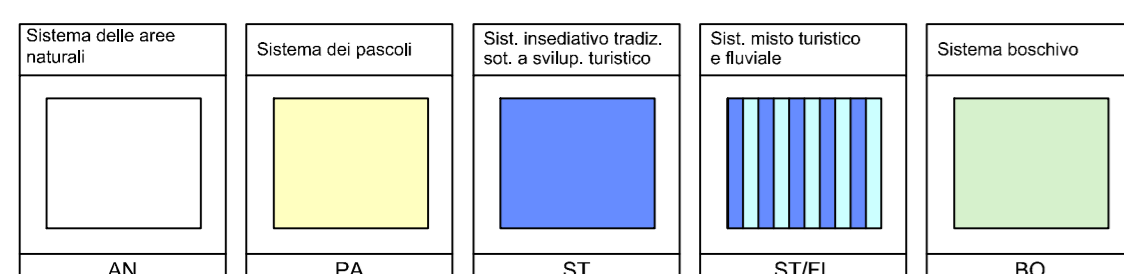 Sistema delle aree
naturali
Sistema dei pascoli
Sist. insediativo tradiz.
sot. a svilup. turistico
Sist. misto turistico
e fluviale
Sistema boschivo
AN
PA
ST
ST/FL
BO